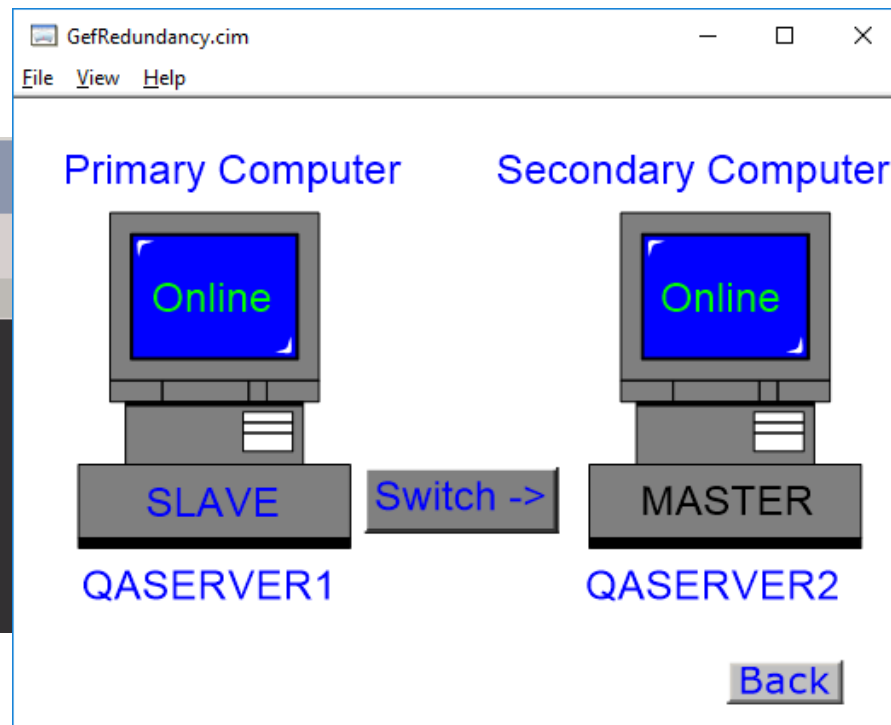 GefRedundancy.cim
File View Help
Primary Computer Secondary Computer
Online Online
SLAVE Switch -> MASTER
QASERVER1 QASERVER2
Back